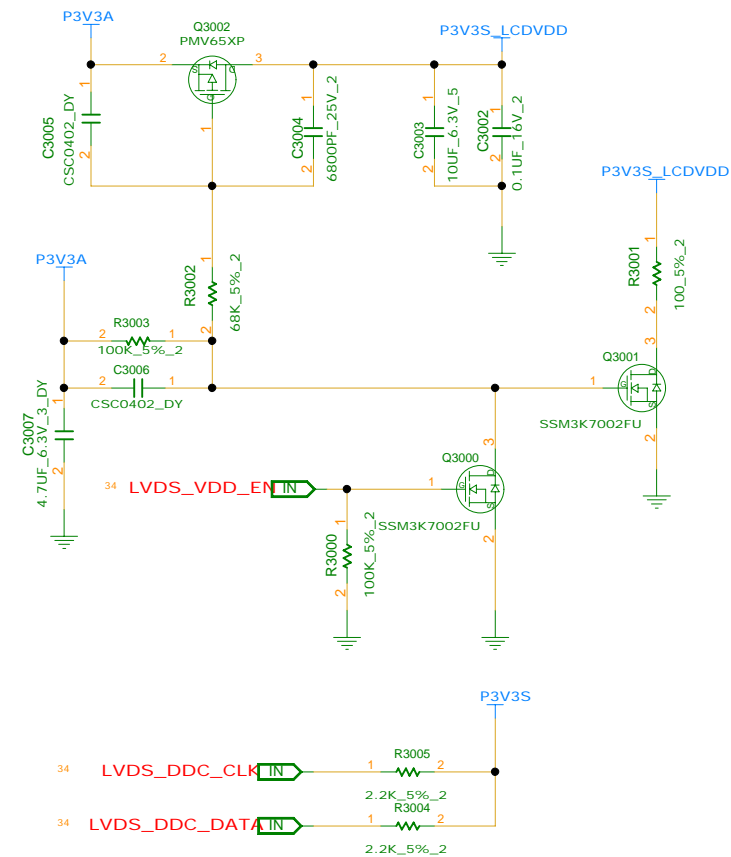 P3V3A
Q3002
PMV65XP
P3V3S_LCDVDD
2
3
S
D
G
1
1
C3005
CSC0402_DY
2
1
C3004
6800PF_25V_2
2
1
C3003
10UF_6.3V_5
2
1
C3002
0.1UF_16V_2
2
P3V3S_LCDVDD
P3V3A
1
R3002
68K_5%_2
2
1
R3001
100_5%_2
2
R3003
2
1
100K_5%_2
C3006
2
1
CSC0402_DY
1
C3007
4.7UF_6.3V_3_DY
2
3
Q3001
1
G
D
S
SSM3K7002FU
2
3
Q3000
34
LVDS_VDD_EN
IN
1
G
D
S
SSM3K7002FU
2
1
R3000
100K_5%_2
2
P3V3S
34
LVDS_DDC_CLK
IN
1
R3005
2
2.2K_5%_2
34
LVDS_DDC_DATA
IN
1
R3004
2
2.2K_5%_2